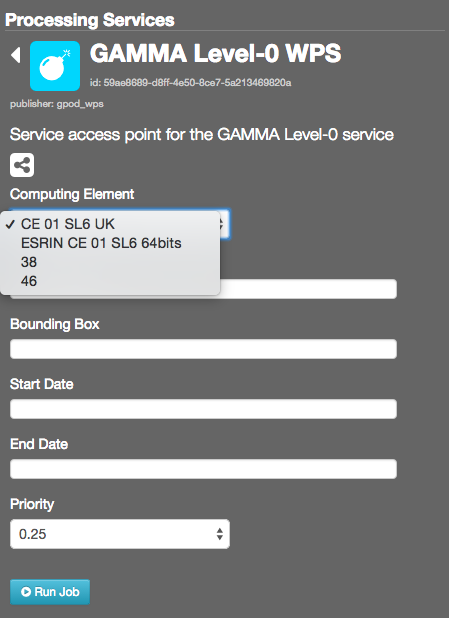 Processing Services
GAMMA Level-0 WPS
id: 59ae8689-d8ff-4e50-8ce7-5a213469820a
publisher: gpod_wps
Service access point for the GAMMA Level-0 service
Computing Element
✓ CE 01 SL6 UK
ESRIN CE 01 SL6 64bits
38
46
Bounding Box
Start Date
End Date
Priority
0.25
Run Job